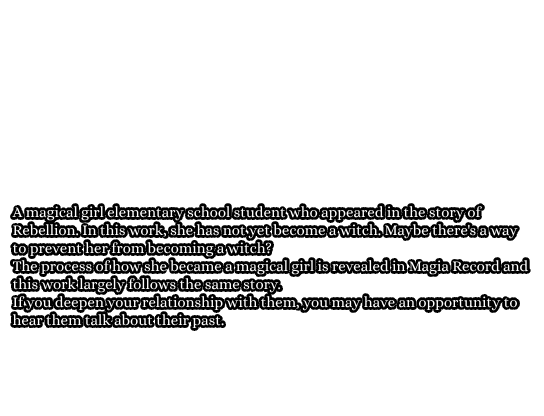 A magical girl elementary school student who appeared in the story of
Rebellion. In this work, she has not yet become a witch. Maybe there's a way
to prevent her from becoming a witch?
The process of how she became a magical girl is revealed in Magia Record and
this work largely follows the same story.
If you deepen your relationship with them, you may have an opportunity to
hear them talk about their past.